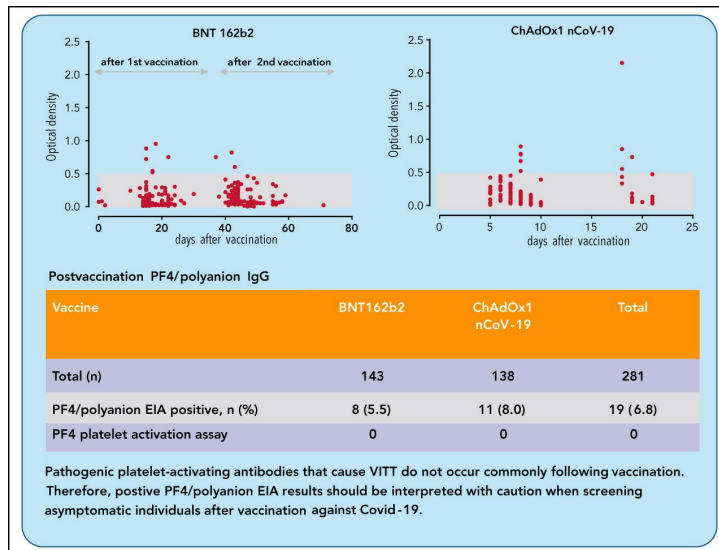 BNT 162b2
ChAdOx1 nCoV-19
2.5
2.0
1.5
1.0
0.5
0.0
Optical density
after 1st vaccination
after 2nd vaccination
0
20
40
60
80
days after vaccination
2.5
2.0
1.5
1.0
0.5
0.0
Optical density
0
5
10
15
20
25
days after vaccination
Postvaccination PF4/polyanion IgG
Vaccine BNT162b2 ChAdOx1 Total
nCoV-19
Total (n) 143 138 281
PF4/polyanion EIA positive, n (%) 8 (5.5) 11 (8.0) 19 (6.8)
PF4 platelet activation assay 0 0 0
Pathogenic platelet-activating antibodies that cause VITT do not occur commonly following vaccination.
Therefore, postive PF4/polyanion EIA results should be interpreted with caution when screening
asymptomatic individuals after vaccination against Covid-19.